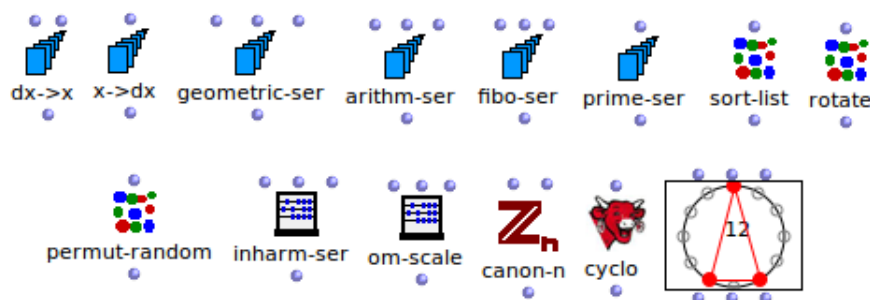 dx->x x->dx geometric-ser arithm-ser fibo-ser prime-ser sort-list rotate
permut-random inharm-ser om-scale Zn canon-n cyclo 12